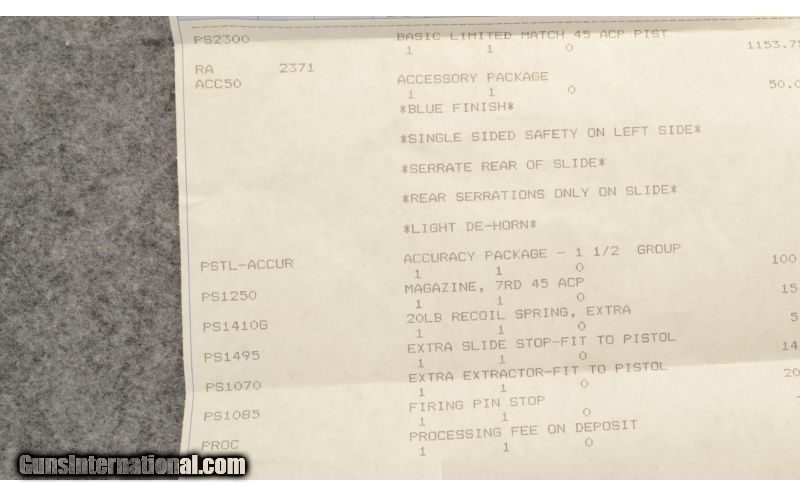 PS2300 BASIC LIMITED MATCH 45 ACP PIST
1 1 0 1153.75
RA 2371
ACC50 ACCESSORY PACKAGE
1 1 0 50.0
*BLUE FINISH*
*SINGLE SIDED SAFETY ON LEFT SIDE*
*SERRATE REAR OF SLIDE*
*REAR SERRATIONS ONLY ON SLIDE*
*LIGHT DE-HORN*
PSTL-ACCUR ACCURACY PACKAGE - 1 1/2 GROUP
1 1 0 100
PS1250 MAGAZINE, 7RD 45 ACP
1 1 0 15
PS1410G 20LB RECOIL SPRING, EXTRA
1 1 0 5
PS1495 EXTRA SLIDE STOP-FIT TO PISTOL
1 1 0 14
PS1070 EXTRA EXTRACTOR-FIT TO PISTOL
1 1 0 20
PS1085 FIRING PIN STOP
1 1 0
PROC PROCESSING FEE ON DEPOSIT
1 1 0
GunsInternational.com